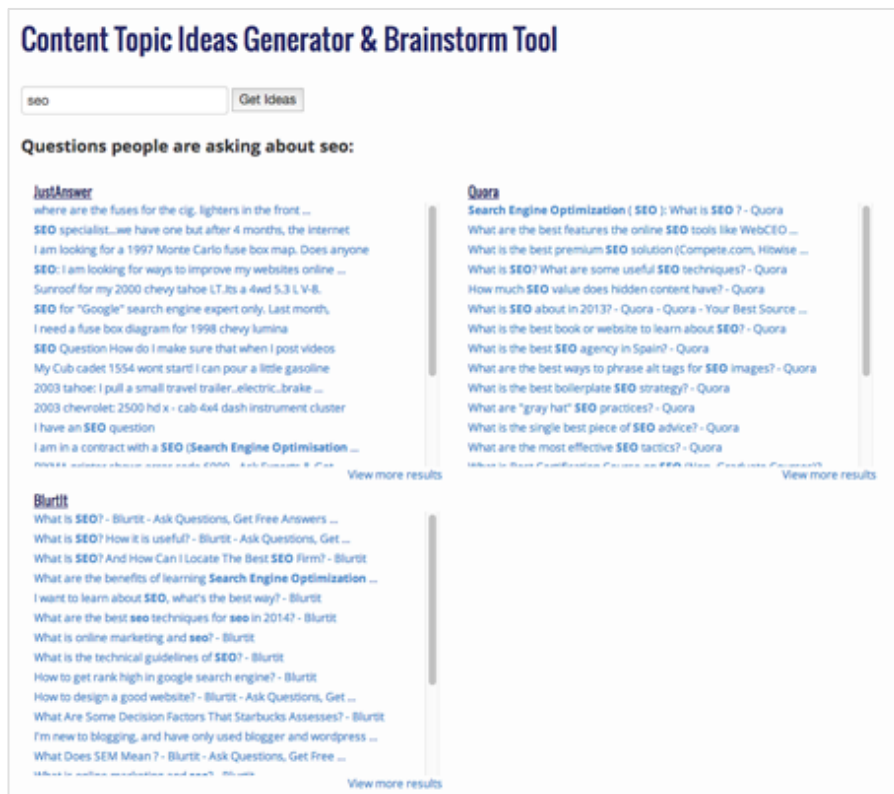 Content Topic Ideas Generator & Brainstorm Tool
seo
Get Ideas
Questions people are asking about seo:
JustAnswer
where are the fuses for the cig. lighters in the front ...
SEO specialist...we have one but after 4 months, the internet
I am looking for a 1997 Monte Carlo fuse box map. Does anyone
SEO: I am looking for ways to improve my websites online ...
Sunroof for my 2000 chevy tahoe LT.Its a 4wd 5.3 L V-8.
SEO for "Google" search engine expert only. Last month,
I need a fuse box diagram for 1998 chevy lumina
SEO Question How do I make sure that when I post videos
My Cub cadet 1554 wont start! I can pour a little gasoline
2003 tahoe: I pull a small travel trailer..electric..brake ...
2003 chevrolet: 2500 hd x - cab 4x4 dash instrument cluster
I have an SEO question
I am in a contract with a SEO (Search Engine Optimisation ...
View more results
Quora
Search Engine Optimization ( SEO ): What is SEO ? - Quora
What are the best features the online SEO tools like WebCEO ...
What is the best premium SEO solution (Compete.com, Hitwise ...
What is SEO? What are some useful SEO techniques? - Quora
How much SEO value does hidden content have? - Quora
What is SEO about in 2013? - Quora - Quora - Your Best Source ...
What is the best book or website to learn about SEO? - Quora
What is the best SEO agency in Spain? - Quora
What are the best ways to phrase alt tags for SEO images? - Quora
What is the best boilerplate SEO strategy? - Quora
What are "gray hat" SEO practices? - Quora
What is the single best piece of SEO advice? - Quora
What are the most effective SEO tactics? - Quora
View more results
BlurtIt
What is SEO? - Blurtit - Ask Questions, Get Free Answers ...
What is SEO? How it is useful? - Blurtit - Ask Questions, Get ...
What Is SEO? And How Can I Locate The Best SEO Firm? - Blurtit
What are the benefits of learning Search Engine Optimization ...
I want to learn about SEO, what's the best way? - Blurtit
What are the best seo techniques for seo in 2014? - Blurtit
What is online marketing and seo? - Blurtit
What is the technical guidelines of SEO? - Blurtit
How to get rank high in google search engine? - Blurtit
How to design a good website? - Blurtit - Ask Questions, Get ...
What Are Some Decision Factors That Starbucks Assesses? - Blurtit
I'm new to blogging, and have only used blogger and wordpress ...
What Does SEM Mean ? - Blurtit - Ask Questions, Get Free ...
What is online marketing and seo? - Blurtit
View more results